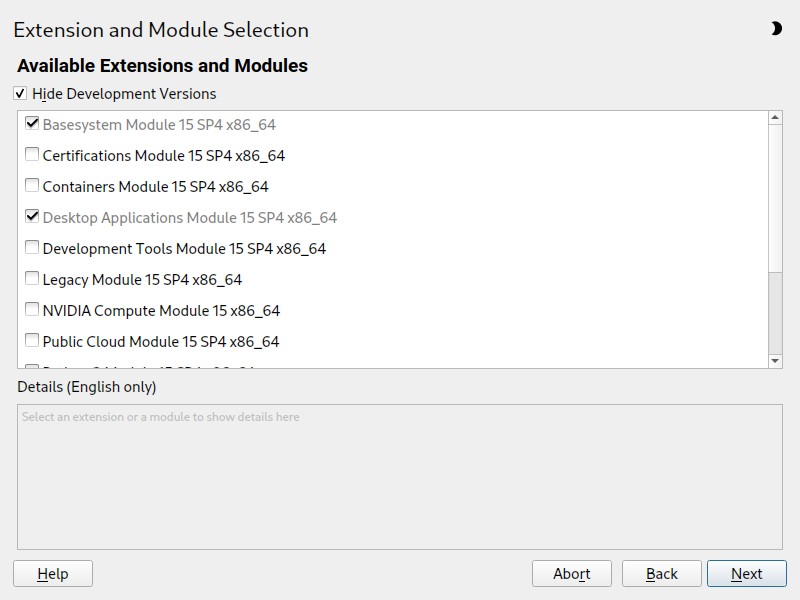 Extension and Module Selection
Available Extensions and Modules
Hide Development Versions
Basesystem Module 15 SP4 x86_64
Certifications Module 15 SP4 x86_64
Containers Module 15 SP4 x86_64
Desktop Applications Module 15 SP4 x86_64
Development Tools Module 15 SP4 x86_64
Legacy Module 15 SP4 x86_64
NVIDIA Compute Module 15 x86_64
Public Cloud Module 15 SP4 x86_64
Details (English only)
Select an extension or a module to show details here
Help
Abort
Back
Next